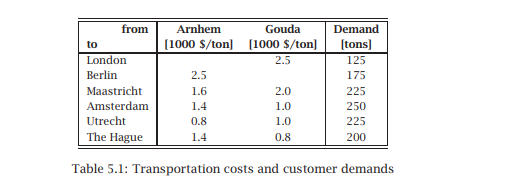 from Arnhem Gouda Demand
to [1000 $/ton] [1000 $/ton] [tons]
London 2.5 125
Berlin 2.5 175
Maastricht 1.6 2.0 225
Amsterdam 1.4 1.0 250
Utrecht 0.8 1.0 225
The Hague 1.4 0.8 200
Table 5.1: Transportation costs and customer demands